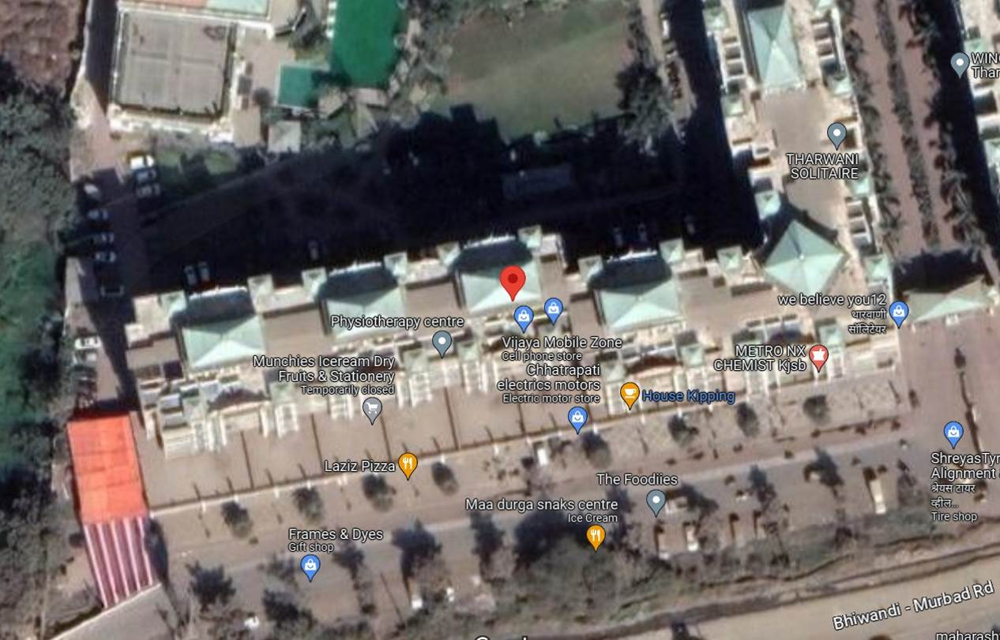 WING
Thar
THARWANI
SOLITAIRE
we believe you12
थारवाणी
सॉलिटेयर
Physiotherapy centre
Vijaya Mobile Zone
Cell phone store
METRO NX
CHEMIST Kjsb
Munchies Iceream Dry
Fruits & Stationery
Temporarily closed
Chhatrapati
electrics motors
Electric motor store
House Kipping
Laziz Pizza
The Foodiies
ShreyasTyr
Alignment
श्रेयस टायर
व्हील...
Tire shop
Maa durga snaks centre
Ice Cream
Frames & Dyes
Gift shop
Bhiwandi - Murbad Rd
maharash